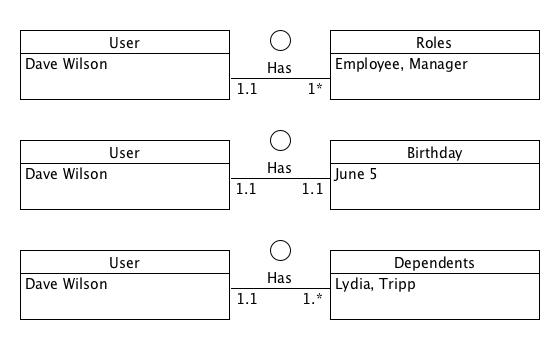 User
Has
Roles
Dave Wilson
Employee, Manager
1.1
1*
User
Has
Birthday
Dave Wilson
June 5
1.1
1.1
User
Has
Dependents
Dave Wilson
Lydia, Tripp
1.1
1.*